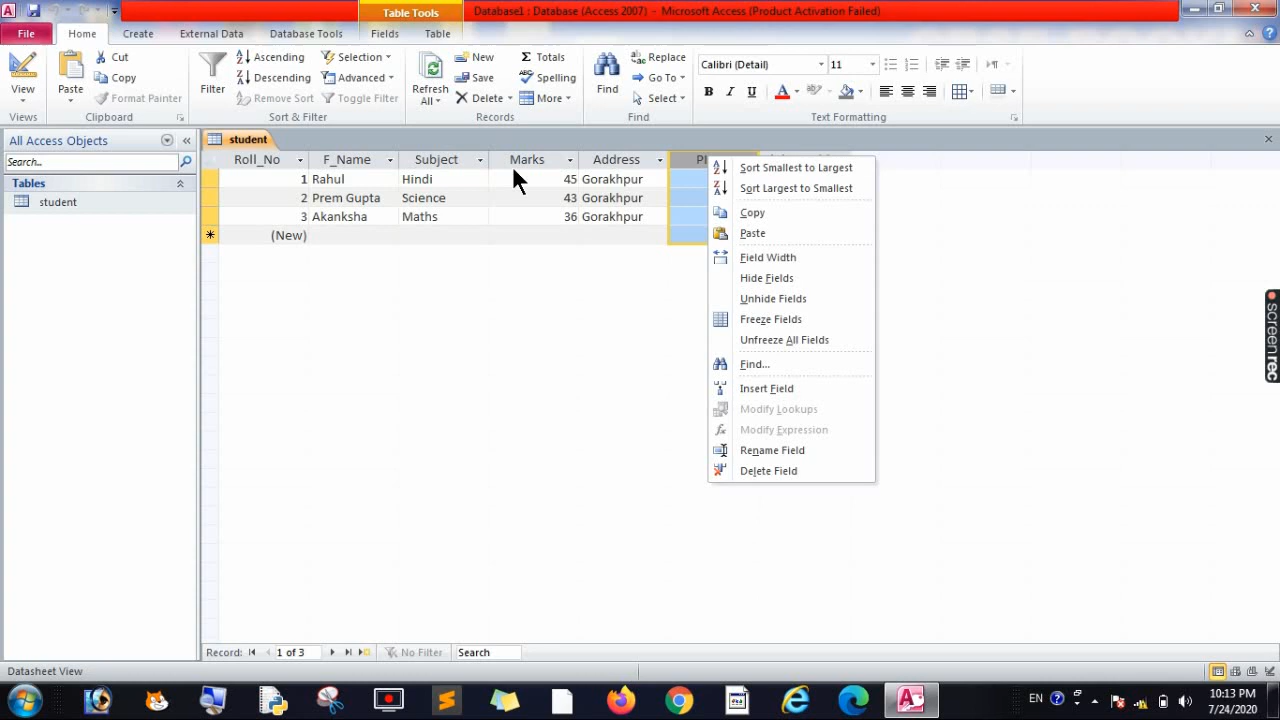 Table Tools
Database1 : Database (Access 2007) - Microsoft Access (Product Activation Failed)
File Home Create External Data Database Tools Fields Table
View
Views
Paste
Cut
Copy
Format Painter
Clipboard
Filter
Ascending
Descending
Remove Sort
Selection
Advanced
Toggle Filter
Sort & Filter
Refresh All
New
Save
Delete
Totals
Spelling
More
Records
Find
Replace
Go To
Select
Find
Calibri (Detail) 11
B I U A
Text Formatting
All Access Objects
Search..
Tables
student
student
Roll_No F_Name Subject Marks Address
1 Rahul Hindi 45 Gorakhpur
2 Prem Gupta Science 43 Gorakhpur
3 Akanksha Maths 36 Gorakhpur
(New)
Sort Smallest to Largest
Sort Largest to Smallest
Copy
Paste
Field Width
Hide Fields
Unhide Fields
Freeze Fields
Unfreeze All Fields
Find...
Insert Field
Modify Lookups
Modify Expression
Rename Field
Delete Field
screenrec
Record: 1 of 3 No Filter Search
Datasheet View
EN
10:13 PM
7/24/2020